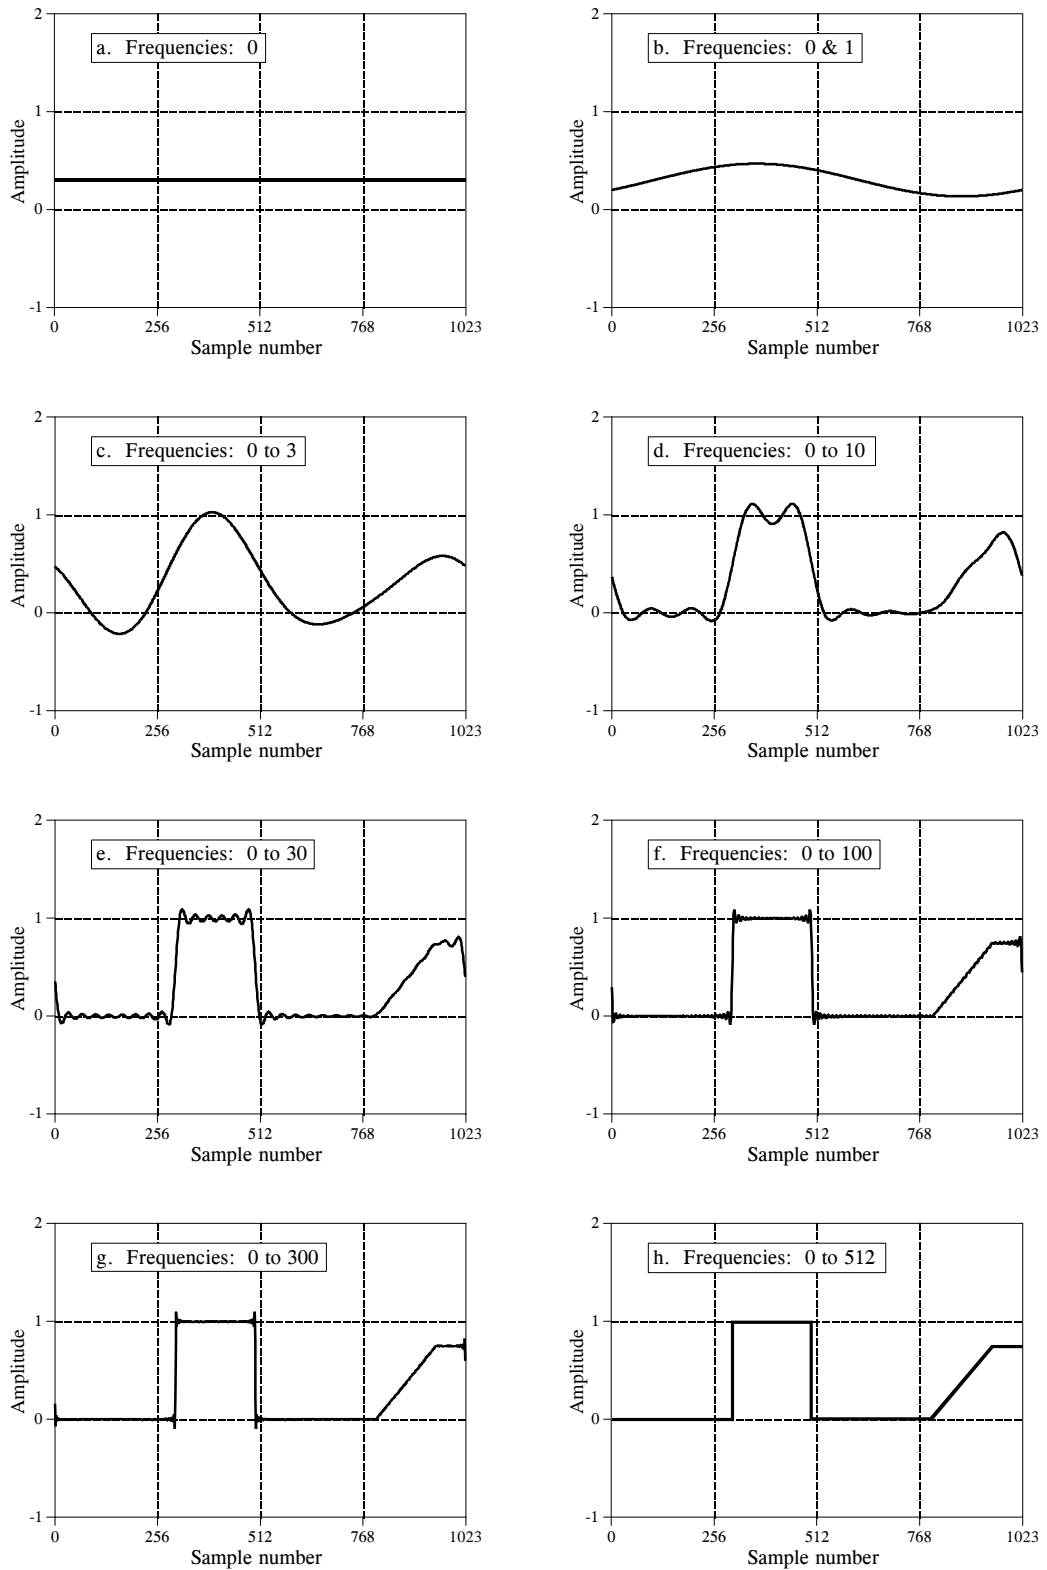 2
a. Frequencies: 0
1
Amplitude
0
-1
0 256 512 768 1023
Sample number
2
b. Frequencies: 0 & 1
1
Amplitude
0
-1
0 256 512 768 1023
Sample number
2
c. Frequencies: 0 to 3
1
Amplitude
0
-1
0 256 512 768 1023
Sample number
2
d. Frequencies: 0 to 10
1
Amplitude
0
-1
0 256 512 768 1023
Sample number
2
e. Frequencies: 0 to 30
1
Amplitude
0
-1
0 256 512 768 1023
Sample number
2
f. Frequencies: 0 to 100
1
Amplitude
0
-1
0 256 512 768 1023
Sample number
2
g. Frequencies: 0 to 300
1
Amplitude
0
-1
0 256 512 768 1023
Sample number
2
h. Frequencies: 0 to 512
1
Amplitude
0
-1
0 256 512 768 1023
Sample number